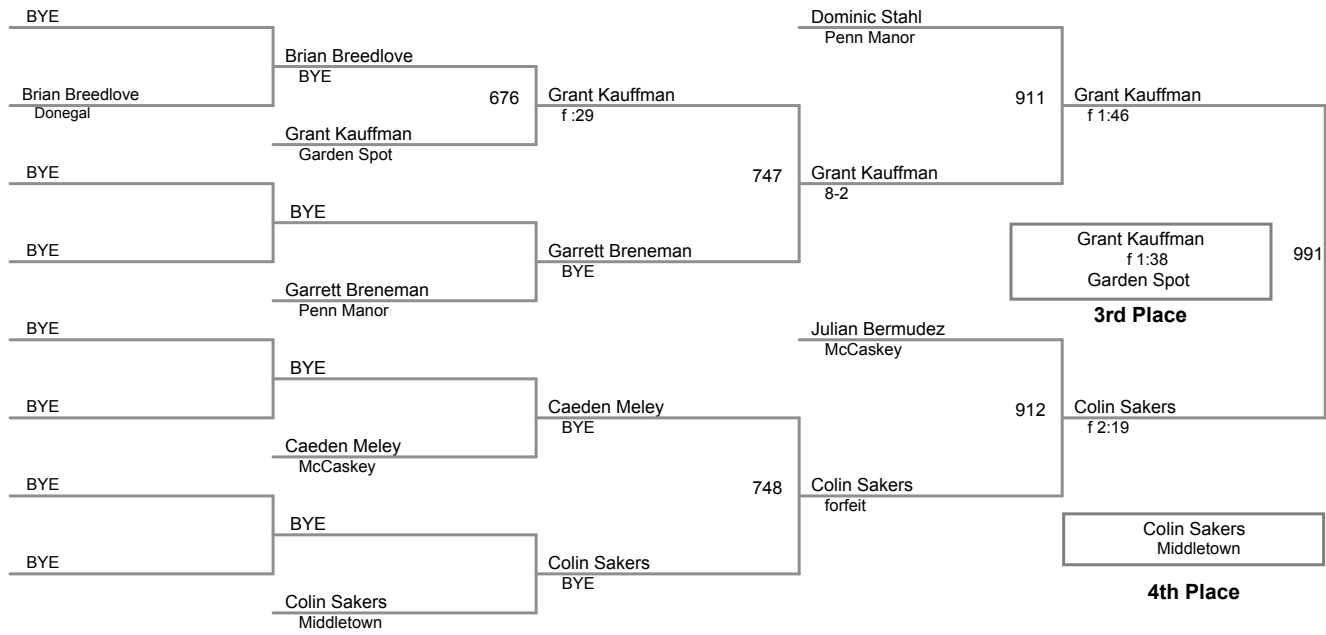 BYE
Brian Breedlove
Donegal
BYE
BYE
BYE
BYE
BYE
BYE
Brian Breedlove
BYE
676
Grant Kauffman
Garden Spot
BYE
Garrett Breneman
Penn Manor
BYE
Caeden Meley
McCaskey
BYE
Colin Sakers
Middletown
Grant Kauffman
f :29
747
Garrett Breneman
BYE
Caeden Meley
BYE
748
Colin Sakers
BYE
Dominic Stahl
Penn Manor
911
Grant Kauffman
8-2
Julian Bermudez
McCaskey
912
Colin Sakers
forfeit
Grant Kauffman
f 1:46
991
Grant Kauffman
f 1:38
Garden Spot
3rd Place
Colin Sakers
f 2:19
Colin Sakers
Middletown
4th Place